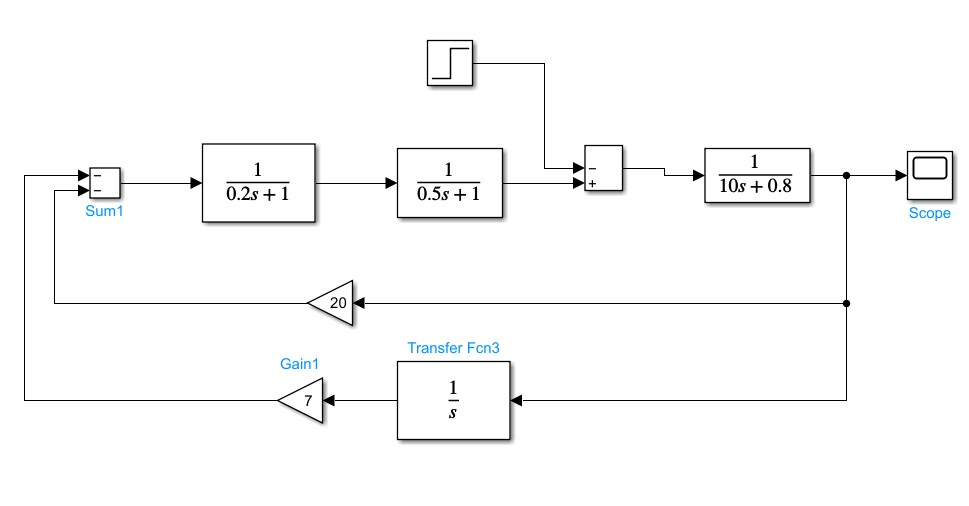 −
−
Sum1
1
0.2s + 1
1
0.5s + 1
−
+
1
10s + 0.8
Scope
20
Transfer Fcn3
Gain1
7
1
s